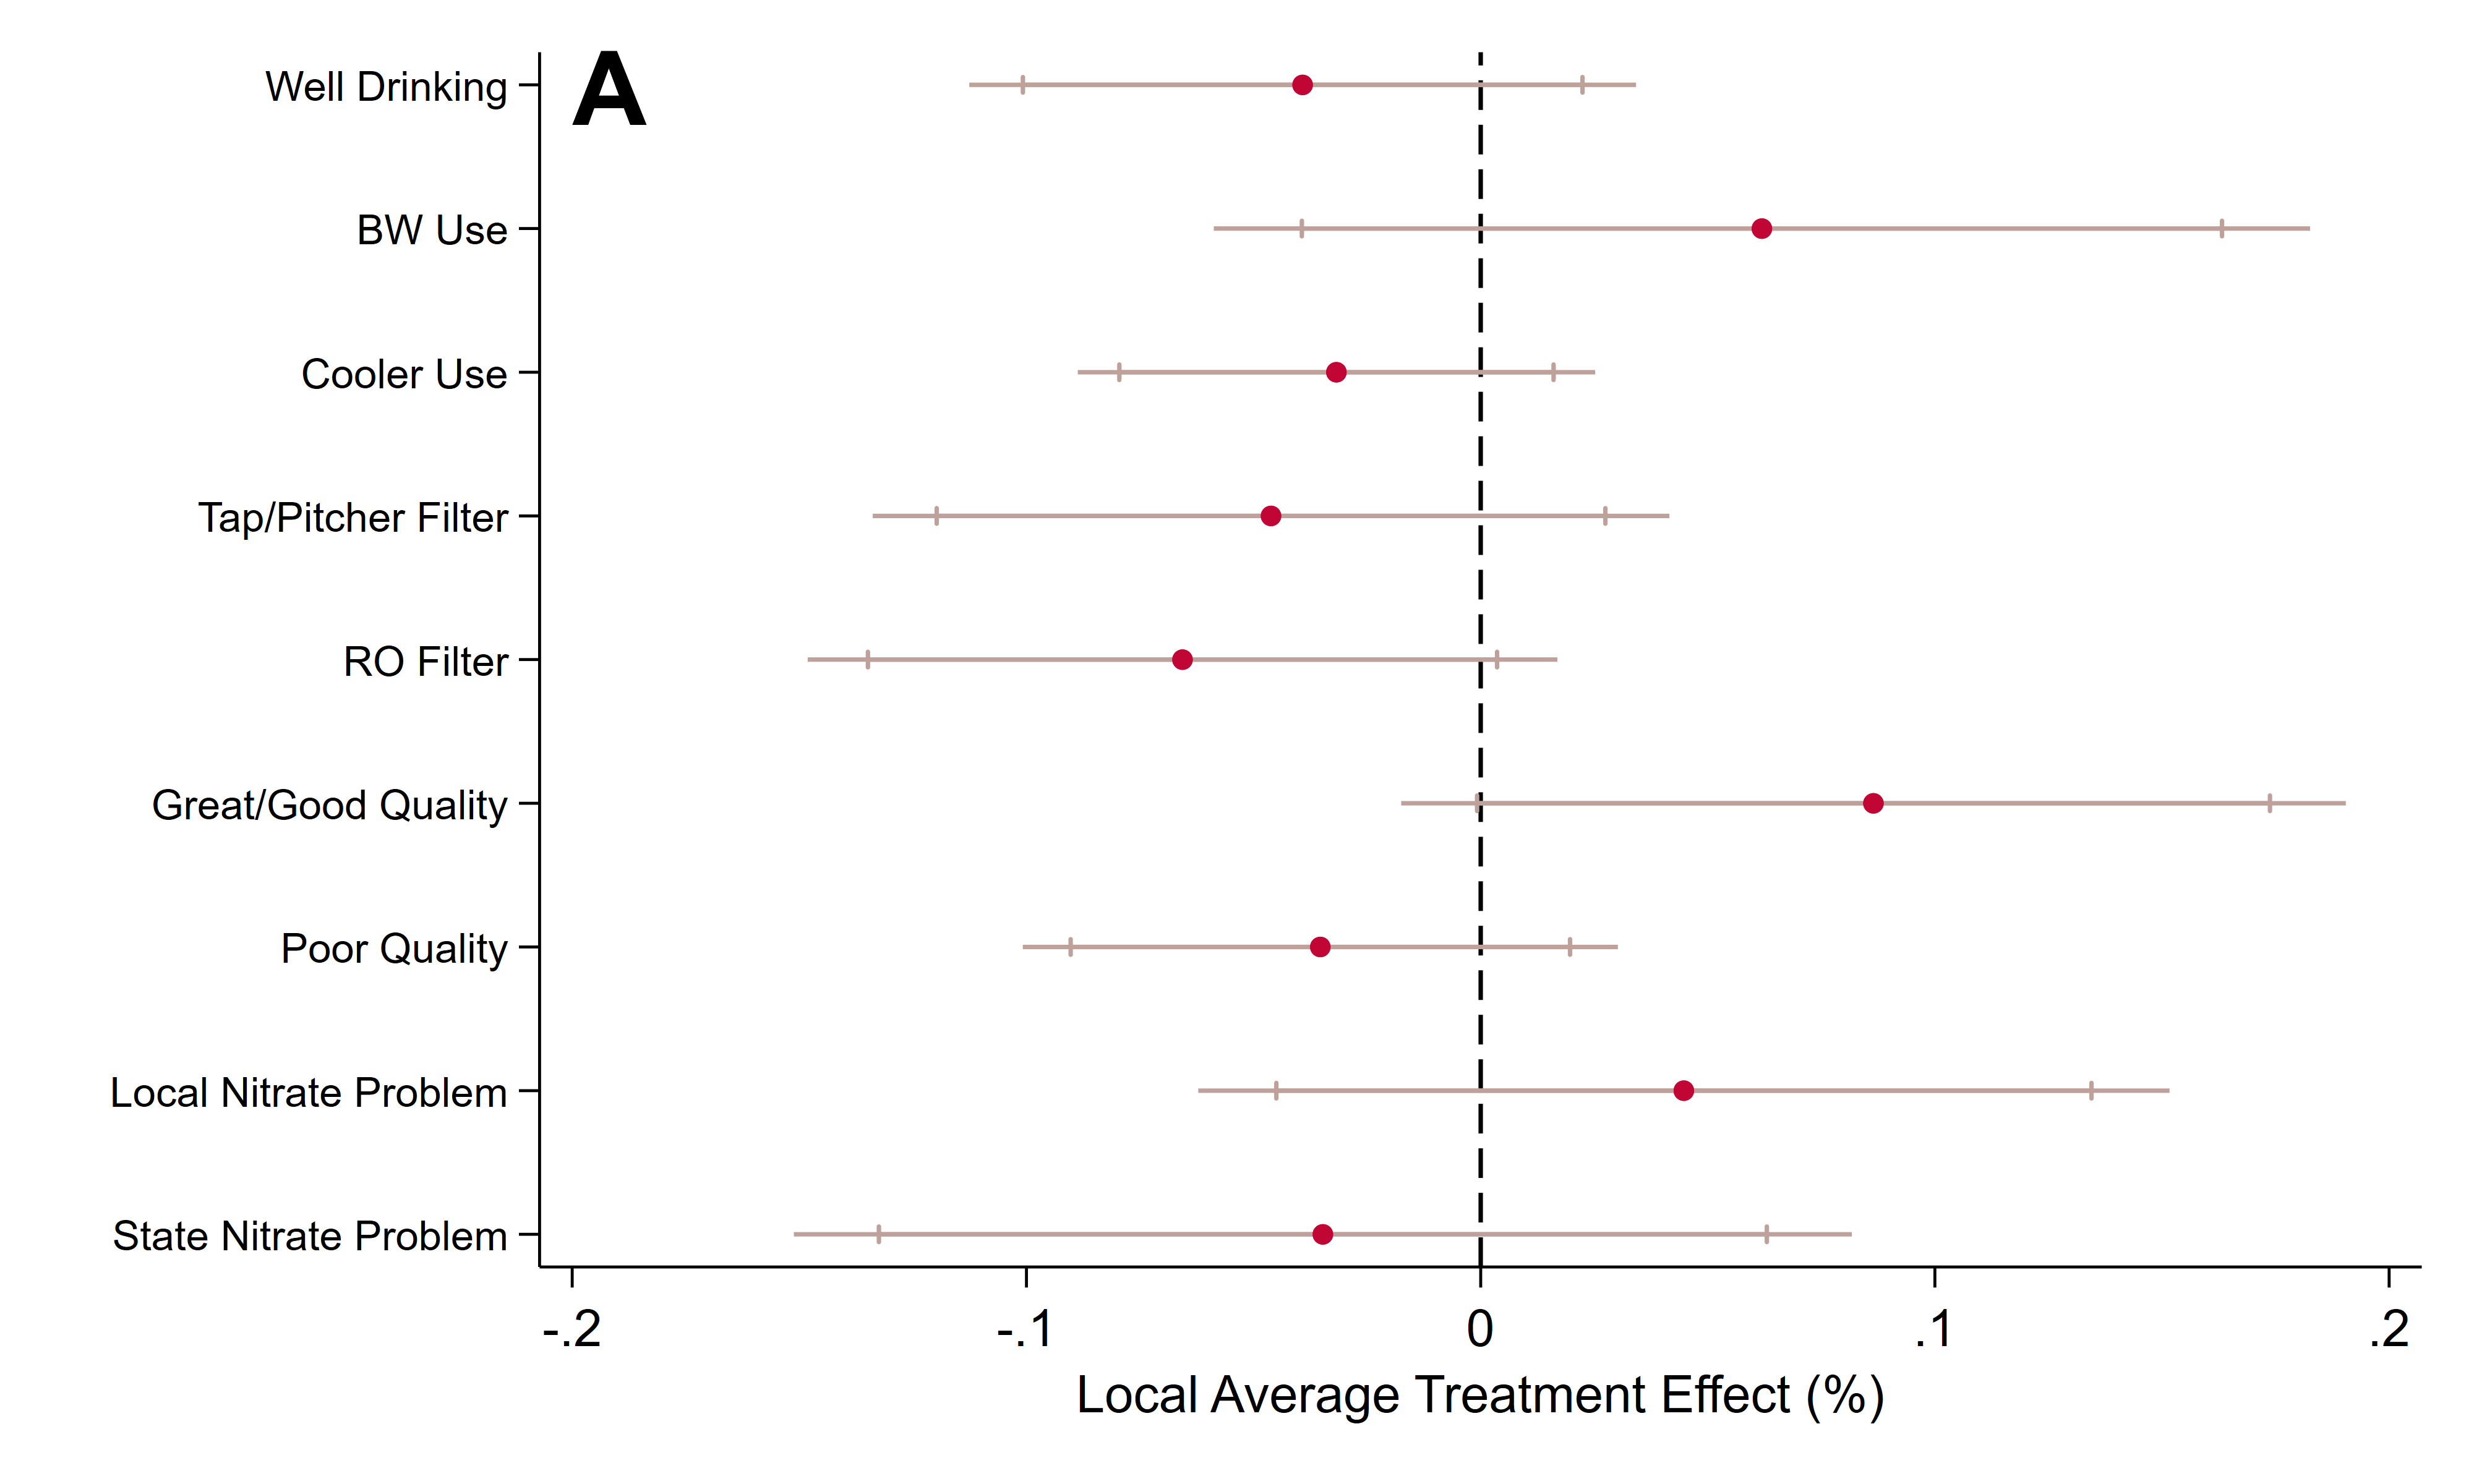 A
Well Drinking
BW Use
Cooler Use
Tap/Pitcher Filter
RO Filter
Great/Good Quality
Poor Quality
Local Nitrate Problem
State Nitrate Problem
-.2 -.1 0 .1 .2
Local Average Treatment Effect (%)